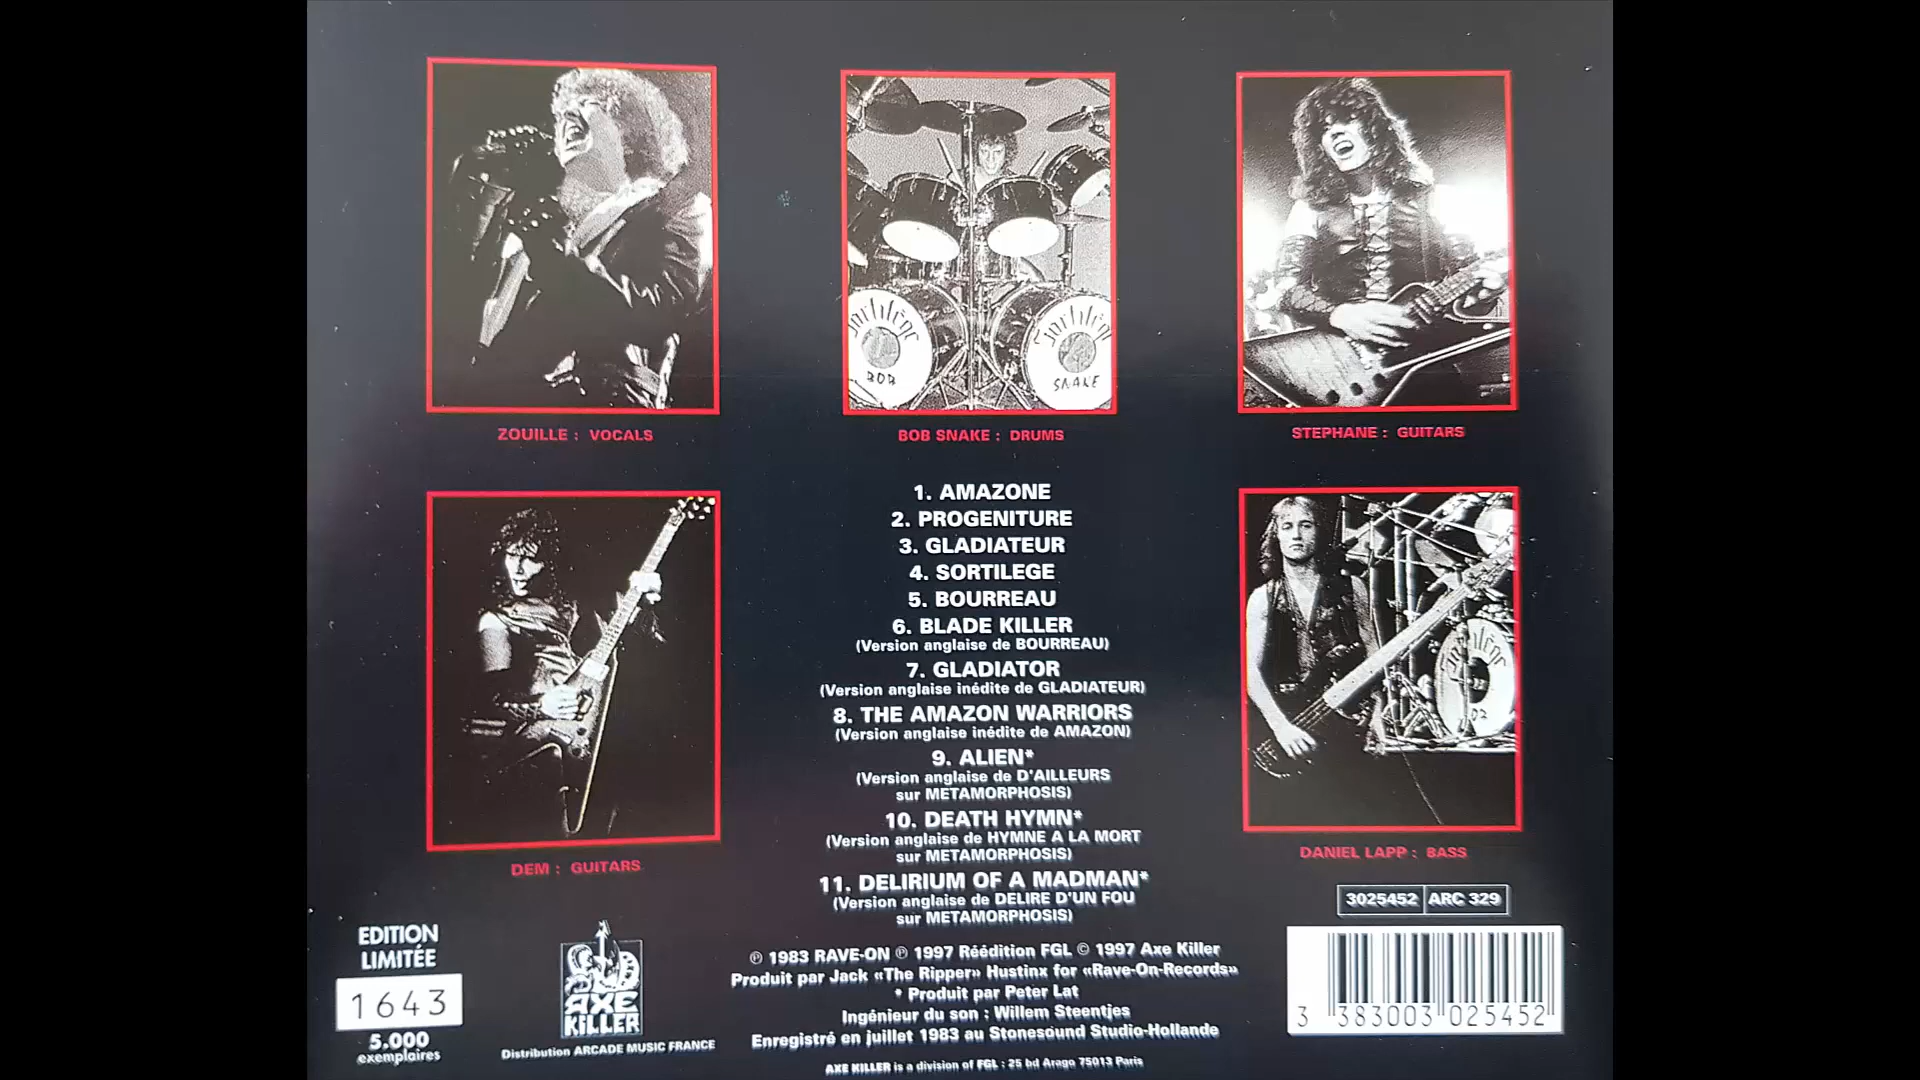 Sortilège
BOB
Sortilège
SNAKE
ZOUILLE : VOCALS
BOB SNAKE : DRUMS
STEPHANE : GUITARS
1. AMAZONE
2. PROGENITURE
3. GLADIATEUR
4. SORTILEGE
5. BOURREAU
6. BLADE KILLER
(Version anglaise de BOURREAU)
7. GLADIATOR
(Version anglaise inédite de GLADIATEUR)
8. THE AMAZON WARRIORS
(Version anglaise inédite de AMAZON)
9. ALIEN*
(Version anglaise de D'AILLEURS
sur METAMORPHOSIS)
10. DEATH HYMN*
(Version anglaise de HYMNE A LA MORT
sur METAMORPHOSIS)
11. DELIRIUM OF A MADMAN*
(Version anglaise de DELIRE D'UN FOU
sur METAMORPHOSIS)
DEM : GUITARS
Sortilège
DANIEL LAPP : BASS
3025452 ARC 329
EDITION
LIMITÉE
1643
5.000
exemplaires
AXE
KILLER
Distribution ARCADE MUSIC FRANCE
℗ 1983 RAVE-ON ℗ 1997 Réédition FGL © 1997 Axe Killer
Produit par Jack «The Ripper» Hustinx for «Rave-On-Records»
* Produit par Peter Lat
Ingénieur du son : Willem Steentjes
Enregistré en juillet 1983 au Stonesound Studio-Hollande
AXE KILLER is a division of FGL : 25 bd Arago 75013 Paris
3 383003 025452